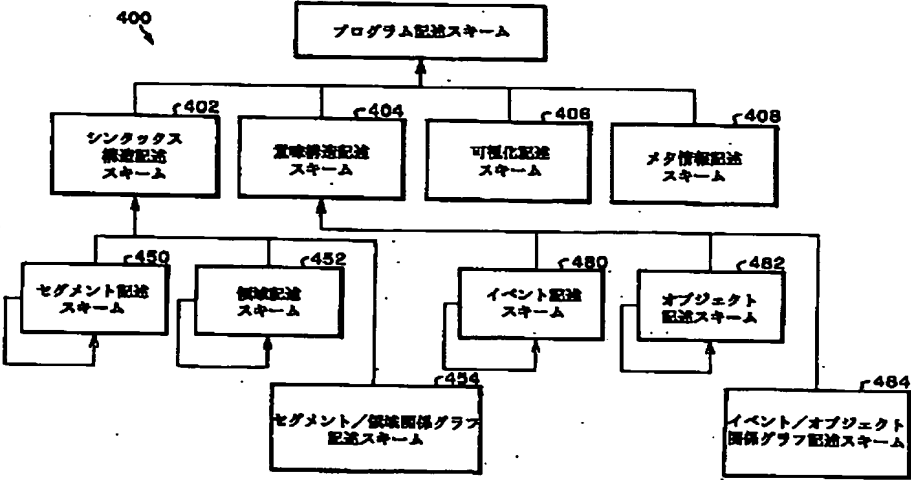 400
プログラム記述スキーム
402
シンタックス
構造記述
スキーム
404
意味構造記述
スキーム
406
可視化記述
スキーム
408
メタ情報記述
スキーム
450
セグメント記述
スキーム
452
領域記述
スキーム
480
イベント記述
スキーム
482
オブジェクト
記述スキーム
454
セグメント／領域関係グラフ
記述スキーム
484
イベント／オブジェクト
関係グラフ記述スキーム